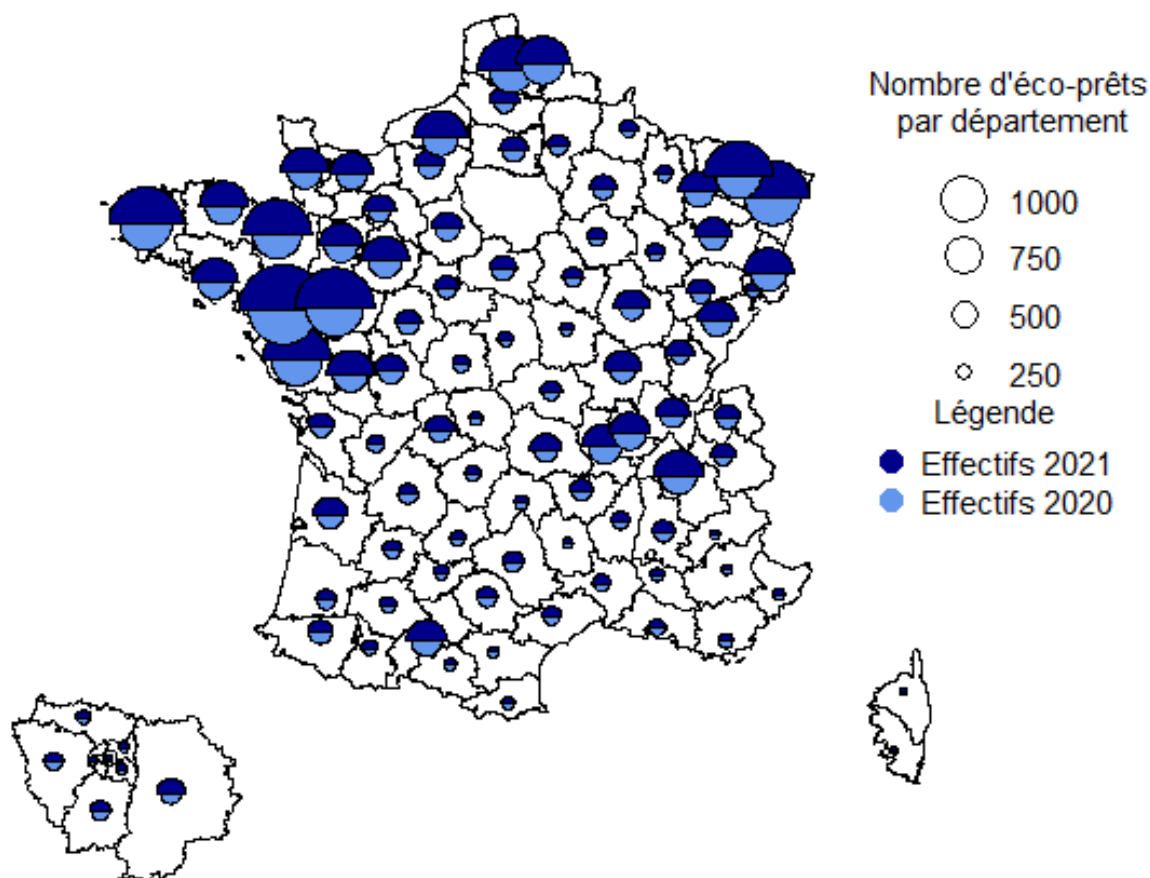 Nombre d'éco-prêts
par département
1000
750
500
250
Légende
Effectifs 2021
Effectifs 2020